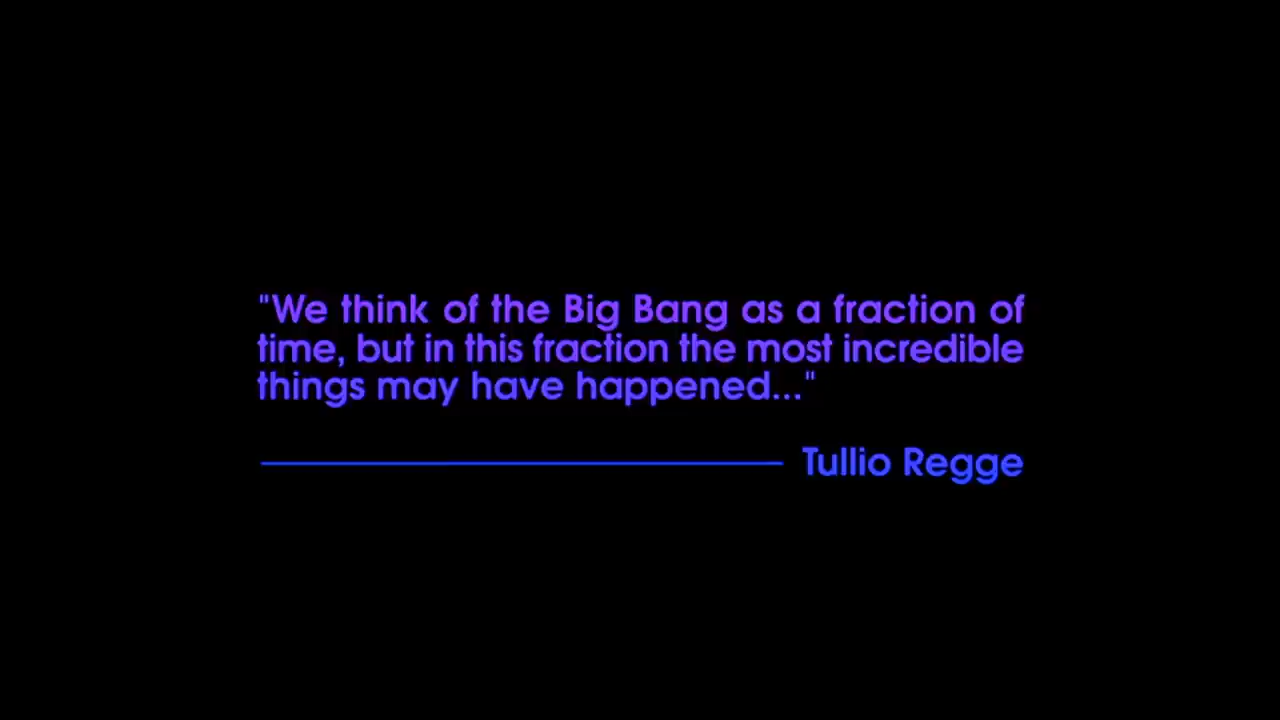 "We think of the Big Bang as a fraction of
time, but in this fraction the most incredible
things may have happened..."
Tullio Regge